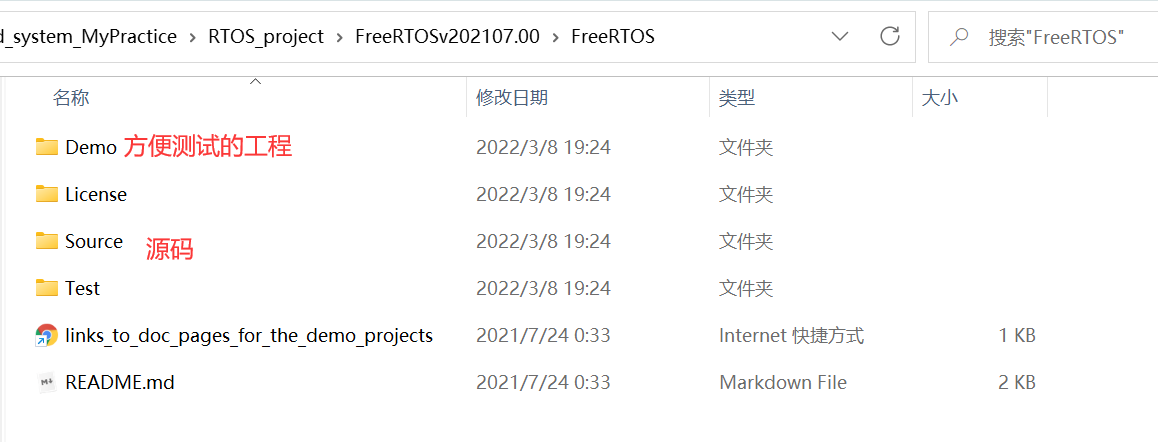 d_system_MyPractice > RTOS_project > FreeRTOSv202107.00 > FreeRTOS 搜索"FreeRTOS"
名称 修改日期 类型 大小
Demo 方便测试的工程 2022/3/8 19:24 文件夹
License 2022/3/8 19:24 文件夹
Source 源码 2022/3/8 19:24 文件夹
Test 2022/3/8 19:24 文件夹
links_to_doc_pages_for_the_demo_projects 2021/7/24 0:33 Internet 快捷方式 1 KB
README.md 2021/7/24 0:33 Markdown File 2 KB